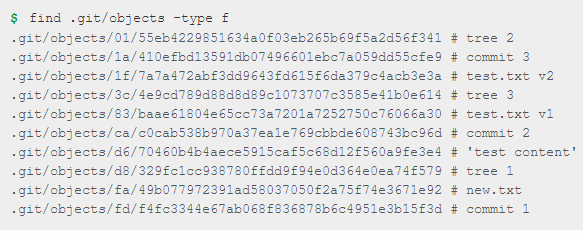 $ find .git/objects -type f
.git/objects/01/55eb4229851634a0f03eb265b69f5a2d56f341 # tree 2
.git/objects/1a/410efbd13591db07496601ebc7a059dd55cfe9 # commit 3
.git/objects/1f/7a7a472abf3dd9643fd615f6da379c4acb3e3a # test.txt v2
.git/objects/3c/4e9cd789d88d8d89c1073707c3585e41b0e614 # tree 3
.git/objects/83/baae61804e65cc73a7201a7252750c76066a30 # test.txt v1
.git/objects/ca/c0cab538b970a37ea1e769cbbde608743bc96d # commit 2
.git/objects/d6/70460b4b4aece5915caf5c68d12f560a9fe3e4 # 'test content'
.git/objects/d8/329fc1cc938780ffdd9f94e0d364e0ea74f579 # tree 1
.git/objects/fa/49b077972391ad58037050f2a75f74e3671e92 # new.txt
.git/objects/fd/f4fc3344e67ab068f836878b6c4951e3b15f3d # commit 1